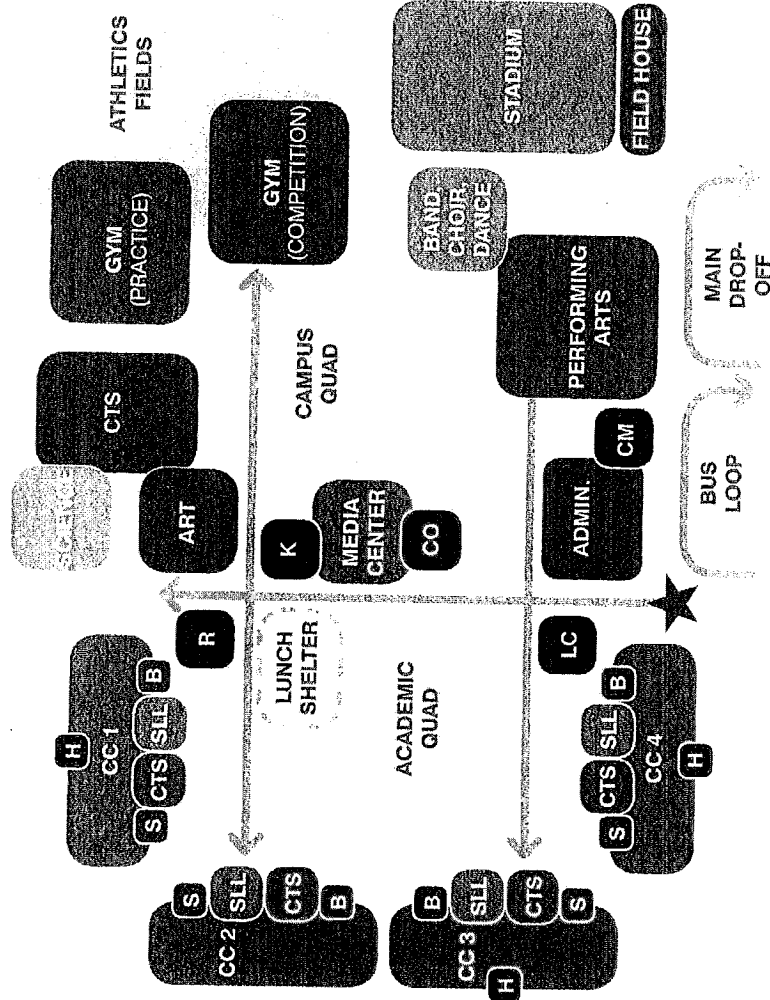 SCIENCE
H
CC 1
S
CTS
SLL
B
CTS
GYM
(PRACTICE)
ATHLETICS
FIELDS
R
ART
CC 2
S
SLL
CTS
B
LUNCH
SHELTER
K
GYM
(COMPETITION)
CAMPUS
QUAD
MEDIA
CENTER
ACADEMIC
QUAD
CO
CC 3
B
SLL
CTS
S
H
BAND
CHOIR
DANCE
STADIUM
LC
ADMIN.
PERFORMING
ARTS
CM
FIELD HOUSE
S
CTS
SLL
B
CC 4
H
BUS
LOOP
MAIN
DROP-
OFF